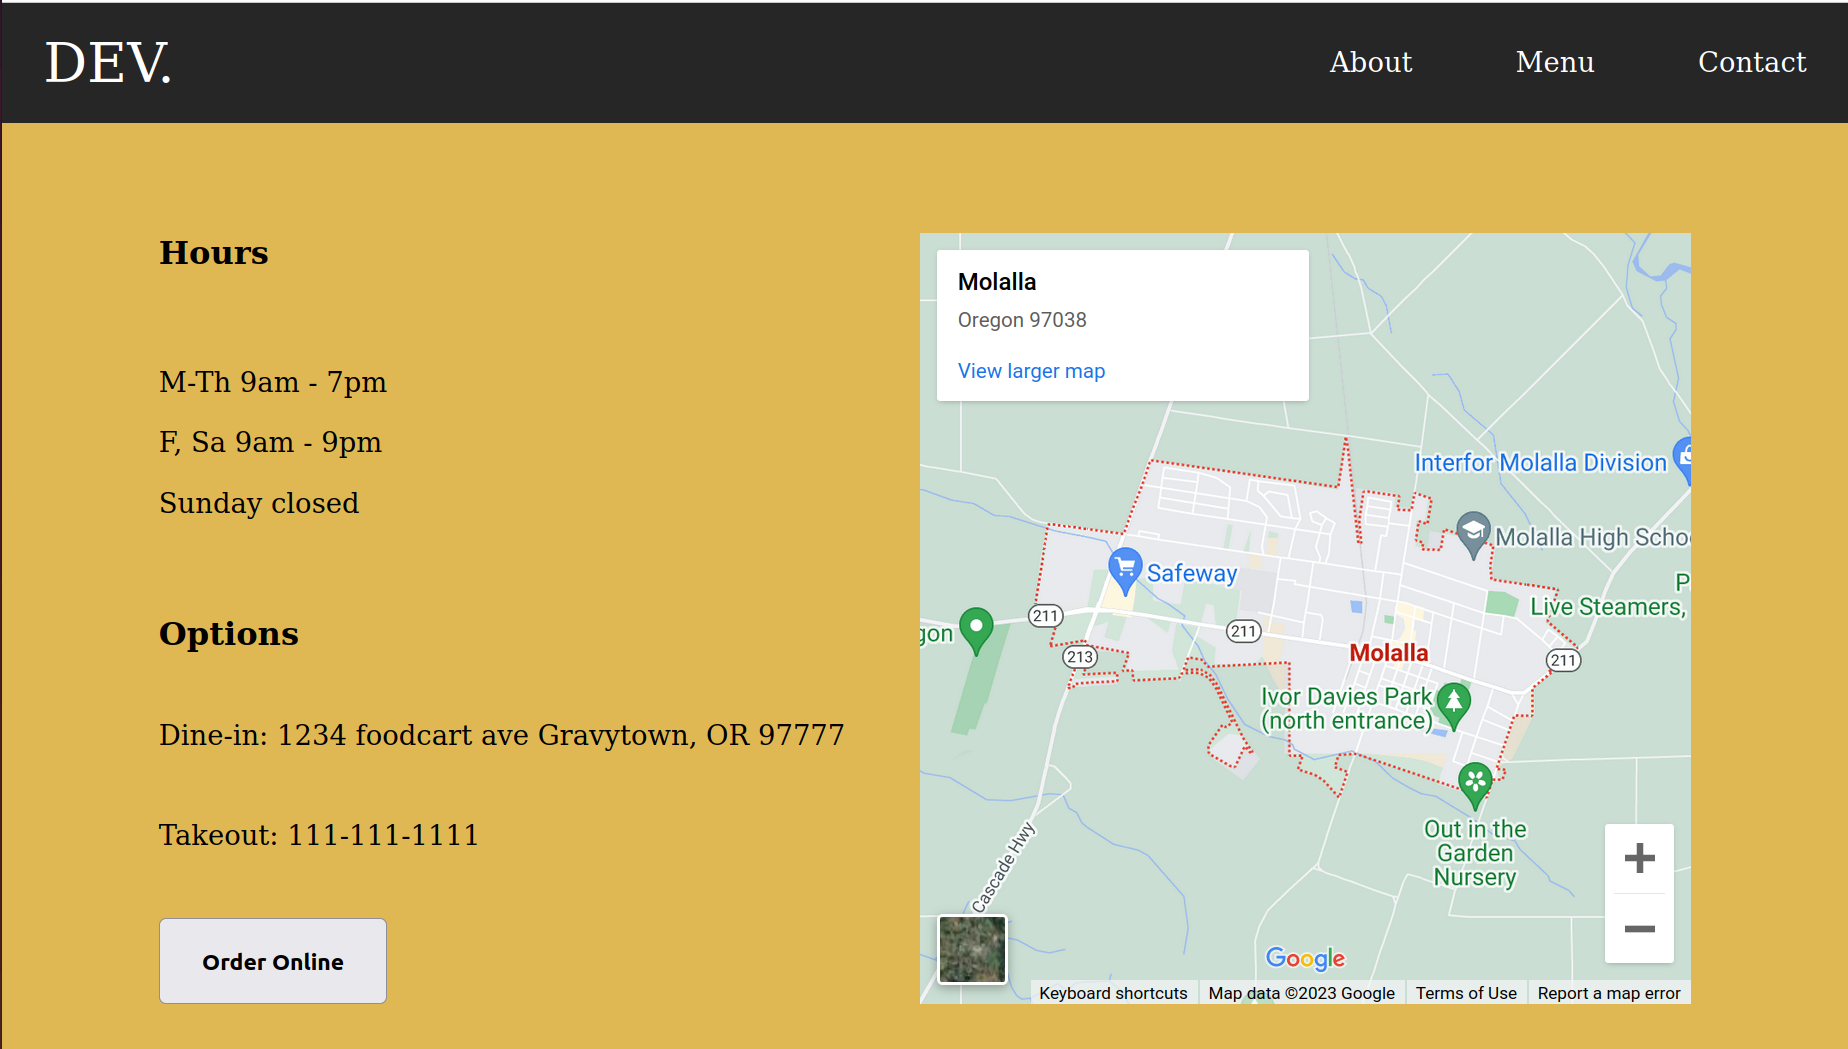 DEV.
About
Menu
Contact
Hours
M-Th 9am - 7pm
F, Sa 9am - 9pm
Sunday closed
Options
Dine-in: 1234 foodcart ave Gravytown, OR 97777
Takeout: 111-111-1111
Order Online
Molalla
Oregon 97038
View larger map
Interfor Molalla Division
Molalla High Schoo
Safeway
P
Live Steamers,
211
gon
211
213
Molalla
211
Ivor Davies Park
(north entrance)
Out in the
Garden
Nursery
Cascade Hwy
Google
Keyboard shortcuts
Map data ©2023 Google
Terms of Use
Report a map error